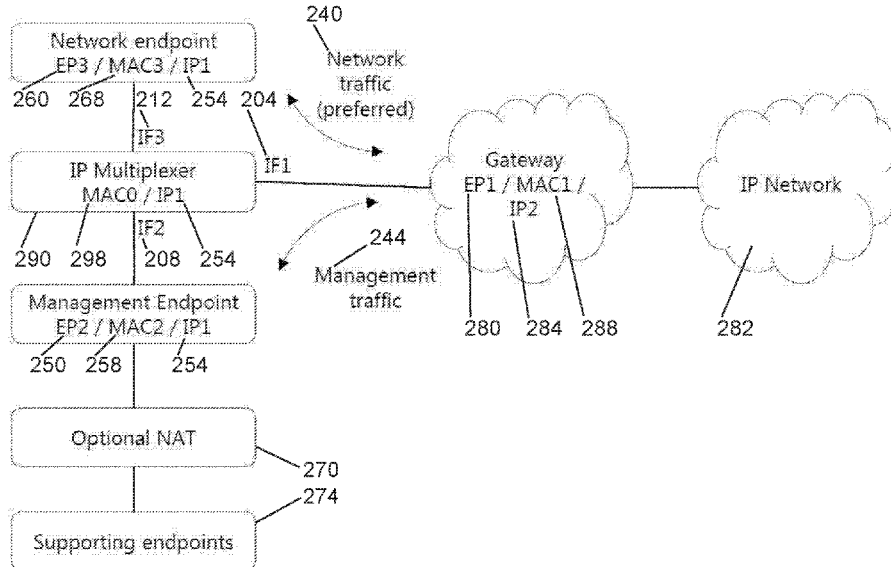 240
Network endpoint
EP3 / MAC3 / IP1
260 268 212 254 204
Network
traffic
(preferred)
IF3
IF1
IP Multiplexer
MAC0 / IP1
Gateway
EP1 / MAC1 /
IP2
IP Network
290 298 IF2 208 254
244
Management
traffic
280 284 288 282
Management Endpoint
EP2 / MAC2 / IP1
250 258 254
Optional NAT
270
274
Supporting endpoints